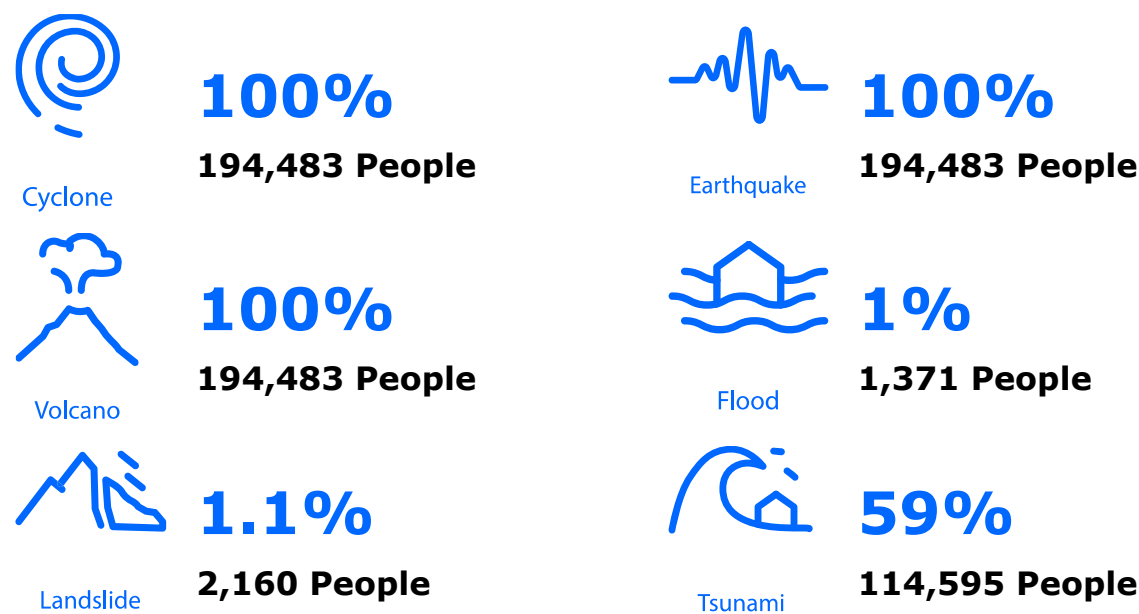 100%
194,483 People
Cyclone
100%
194,483 People
Earthquake
100%
194,483 People
Volcano
1%
1,371 People
Flood
1.1%
2,160 People
Landslide
59%
114,595 People
Tsunami